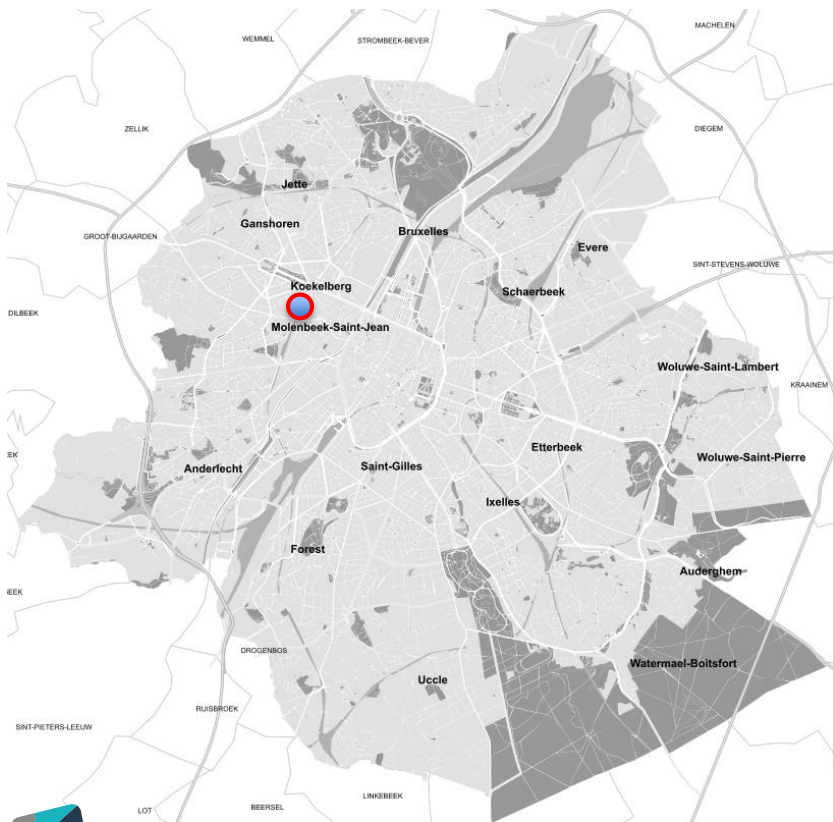 MACHELEN
WEMMEL
STROMBEEK-BEVER
ZELLIK
DIEGEM
Jette
Ganshoren
Bruxelles
GROOT-BIJGAARDEN
Evere
SINT-STEVENS-WOLUWE
Koekelberg
Schaerbeek
DILBEEK
Molenbeek-Saint-Jean
Woluwe-Saint-Lambert
KRAAINEM
Etterbeek
EK
Woluwe-Saint-Pierre
Anderlecht
Saint-Gilles
Ixelles
Forest
Auderghem
EEK
DROGENBOS
Watermael-Boitsfort
Uccle
RUISBROEK
SINT-PIETERS-LEEUW
LINKEBEEK
LOT
BEERSEL